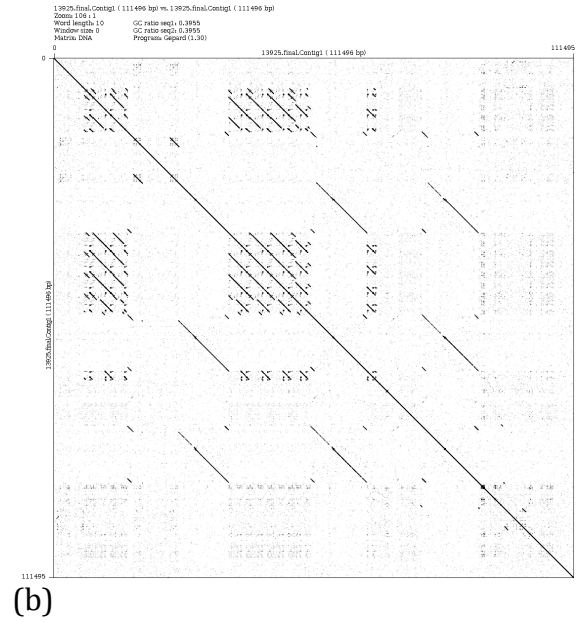 13925.final.Contig1 (111496 bp) vs. 13925.final.Contig1 (111496 bp)
Zoom: 106 : 1
Word length: 10 GC ratio seq1: 0.3955
Window size: 0 GC ratio seq2: 0.3955
Matrix: DNA Program: Gepard (1.30)
13925.final.Contig1 (111496 bp)
0 111495
0
13925.final.Contig1 (111496 bp)
111495
(b)